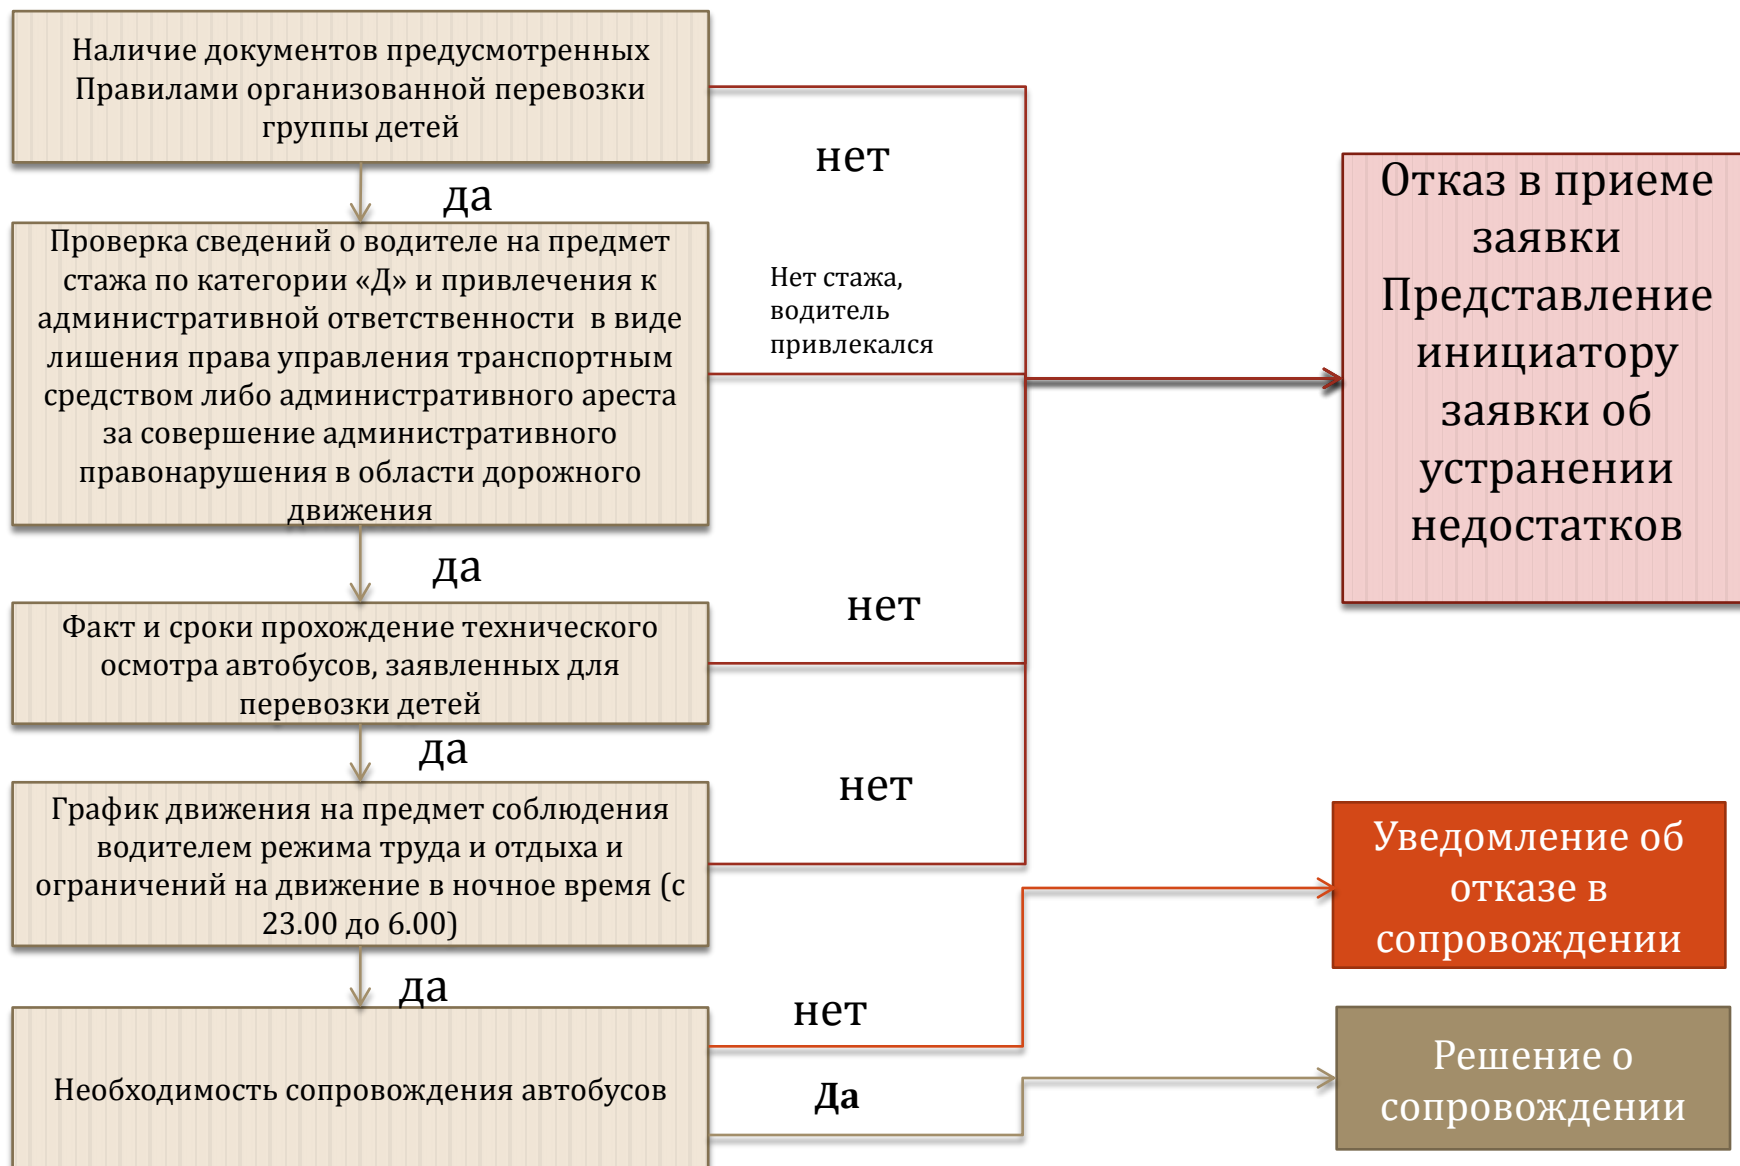 Наличие документов предусмотренных
Правилами организованной перевозки
группы детей
нет
да
Проверка сведений о водителе на предмет
стажа по категории «Д» и привлечения к
административной ответственности в виде
лишения права управления транспортным
средством либо административного ареста
за совершение административного
правонарушения в области дорожного
движения
Нет стажа,
водитель
привлекался
Отказ в приеме
заявки
Представление
инициатору
заявки об
устранении
недостатков
да
нет
Факт и сроки прохождение технического
осмотра автобусов, заявленных для
перевозки детей
да
нет
График движения на предмет соблюдения
водителем режима труда и отдыха и
ограничений на движение в ночное время (с
23.00 до 6.00)
Уведомление об
отказе в
сопровождении
да
нет
Необходимость сопровождения автобусов
Да
Решение о
сопровождении